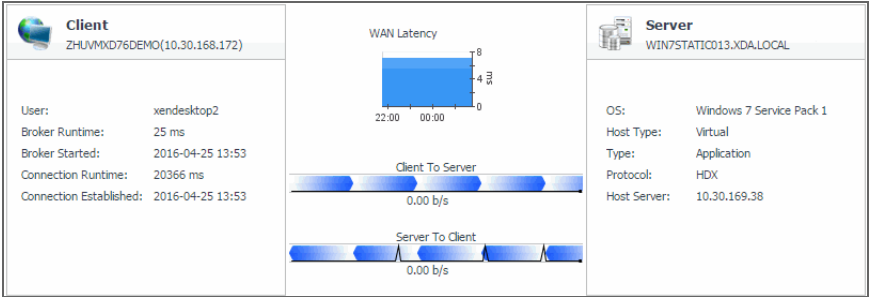 Client
ZHUVMXD76DEMO(10.30.168.172)
User: xendesktop2
Broker Runtime: 25 ms
Broker Started: 2016-04-25 13:53
Connection Runtime: 20366 ms
Connection Established: 2016-04-25 13:53
WAN Latency
8
4
0
ms
22:00 00:00
Client To Server
0.00 b/s
Server To Client
0.00 b/s
Server
WIN7STATIC013.XDA.LOCAL
OS: Windows 7 Service Pack 1
Host Type: Virtual
Type: Application
Protocol: HDX
Host Server: 10.30.169.38